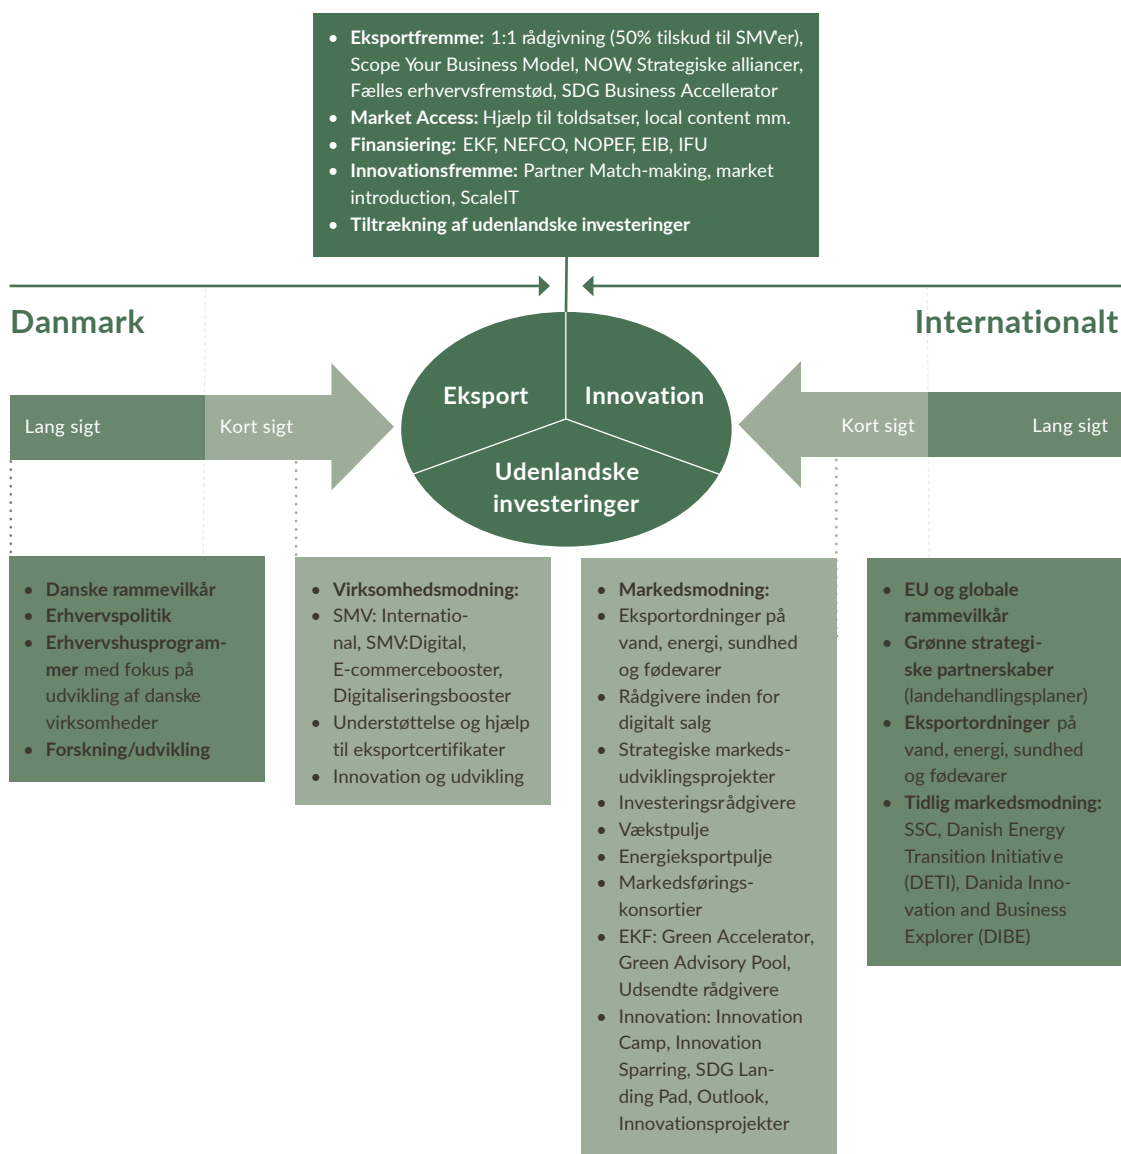 • Eksportfremme: 1:1 rådgivning (50% tilskud til SMV'er),
Scope Your Business Model, NOW, Strategiske alliancer,
Fælles erhvervsfremstød, SDG Business Accellerator
• Market Access: Hjælp til toldsatser, local content mm.
• Finansiering: EKF, NEFCO, NOPEF, EIB, IFU
• Innovationsfremme: Partner Match-making, market
introduction, ScaleIT
• Tiltrækning af udenlandske investeringer
Danmark
Internationalt
Lang sigt
Kort sigt
Eksport
Innovation
Udenlandske
investeringer
Kort sigt
Lang sigt
• Danske rammevilkår
• Erhvervspolitik
• Erhvervshusprogram-
mer med fokus på
udvikling af danske
virksomheder
• Forskning/udvikling
• Virksomhedsmodning:
• SMV: Internatio-
nal, SMV:Digital,
E-commercebooster,
Digitaliseringsbooster
• Understøttelse og hjælp
til eksportcertifikater
• Innovation og udvikling
• Markedsmodning:
• Eksportordninger på
vand, energi, sundhed
og fødevarer
• Rådgivere inden for
digitalt salg
• Strategiske markeds-
udviklingsprojekter
• Investeringsrådgivere
• Vækstpulje
• Energieksportpulje
• Markedsførings-
konsortier
• EKF: Green Accelerator,
Green Advisory Pool,
Udsendte rådgivere
• Innovation: Innovation
Camp, Innovation
Sparring, SDG Lan-
ding Pad, Outlook,
Innovationsprojekter
• EU og globale
rammevilkår
• Grønne strategi-
ske partnerskaber
(landehandlingsplaner)
• Eksportordninger på
vand, energi, sundhed
og fødevarer
• Tidlig markedsmodning:
SSC, Danish Energy
Transition Initiative
(DETI), Danida Inno-
vation and Business
Explorer (DIBE)